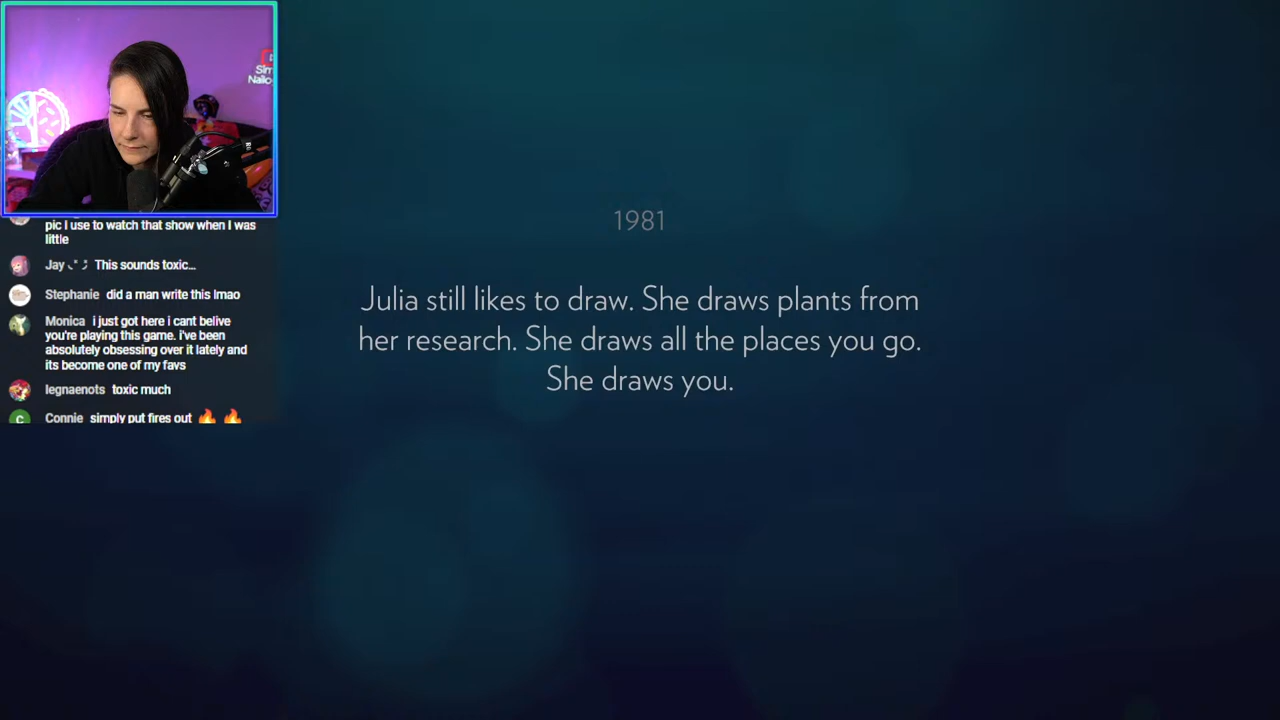 Sim
Nailo
pic I use to watch that show when I was
little
Jay This sounds toxic...
Stephanie did a man write this lmao
Monica i just got here i cant belive
you're playing this game. i've been
absolutely obsessing over it lately and
its become one of my favs
legnaenots toxic much
C Connie simply put fires out 🔥 🔥
1981
Julia still likes to draw. She draws plants from
her research. She draws all the places you go.
She draws you.